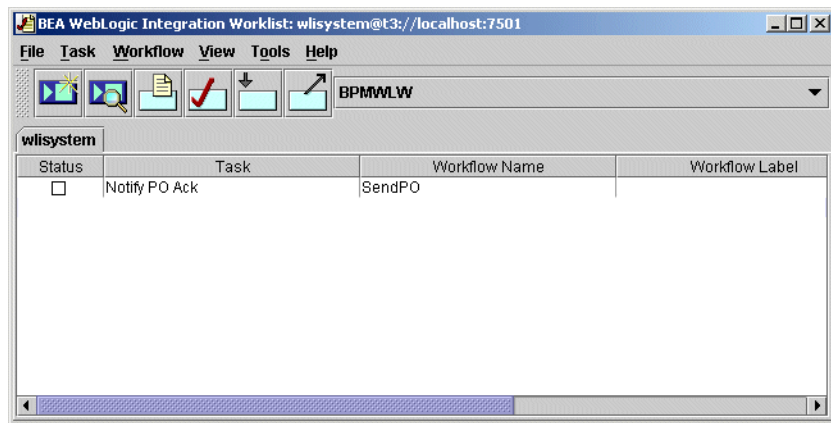 BEA WebLogic Integration Worklist: wlisystem@t3://localhost:7501
File Task Workflow View Tools Help
BPMWLW
wlisystem
Status Task Workflow Name Workflow Label
Notify PO Ack SendPO